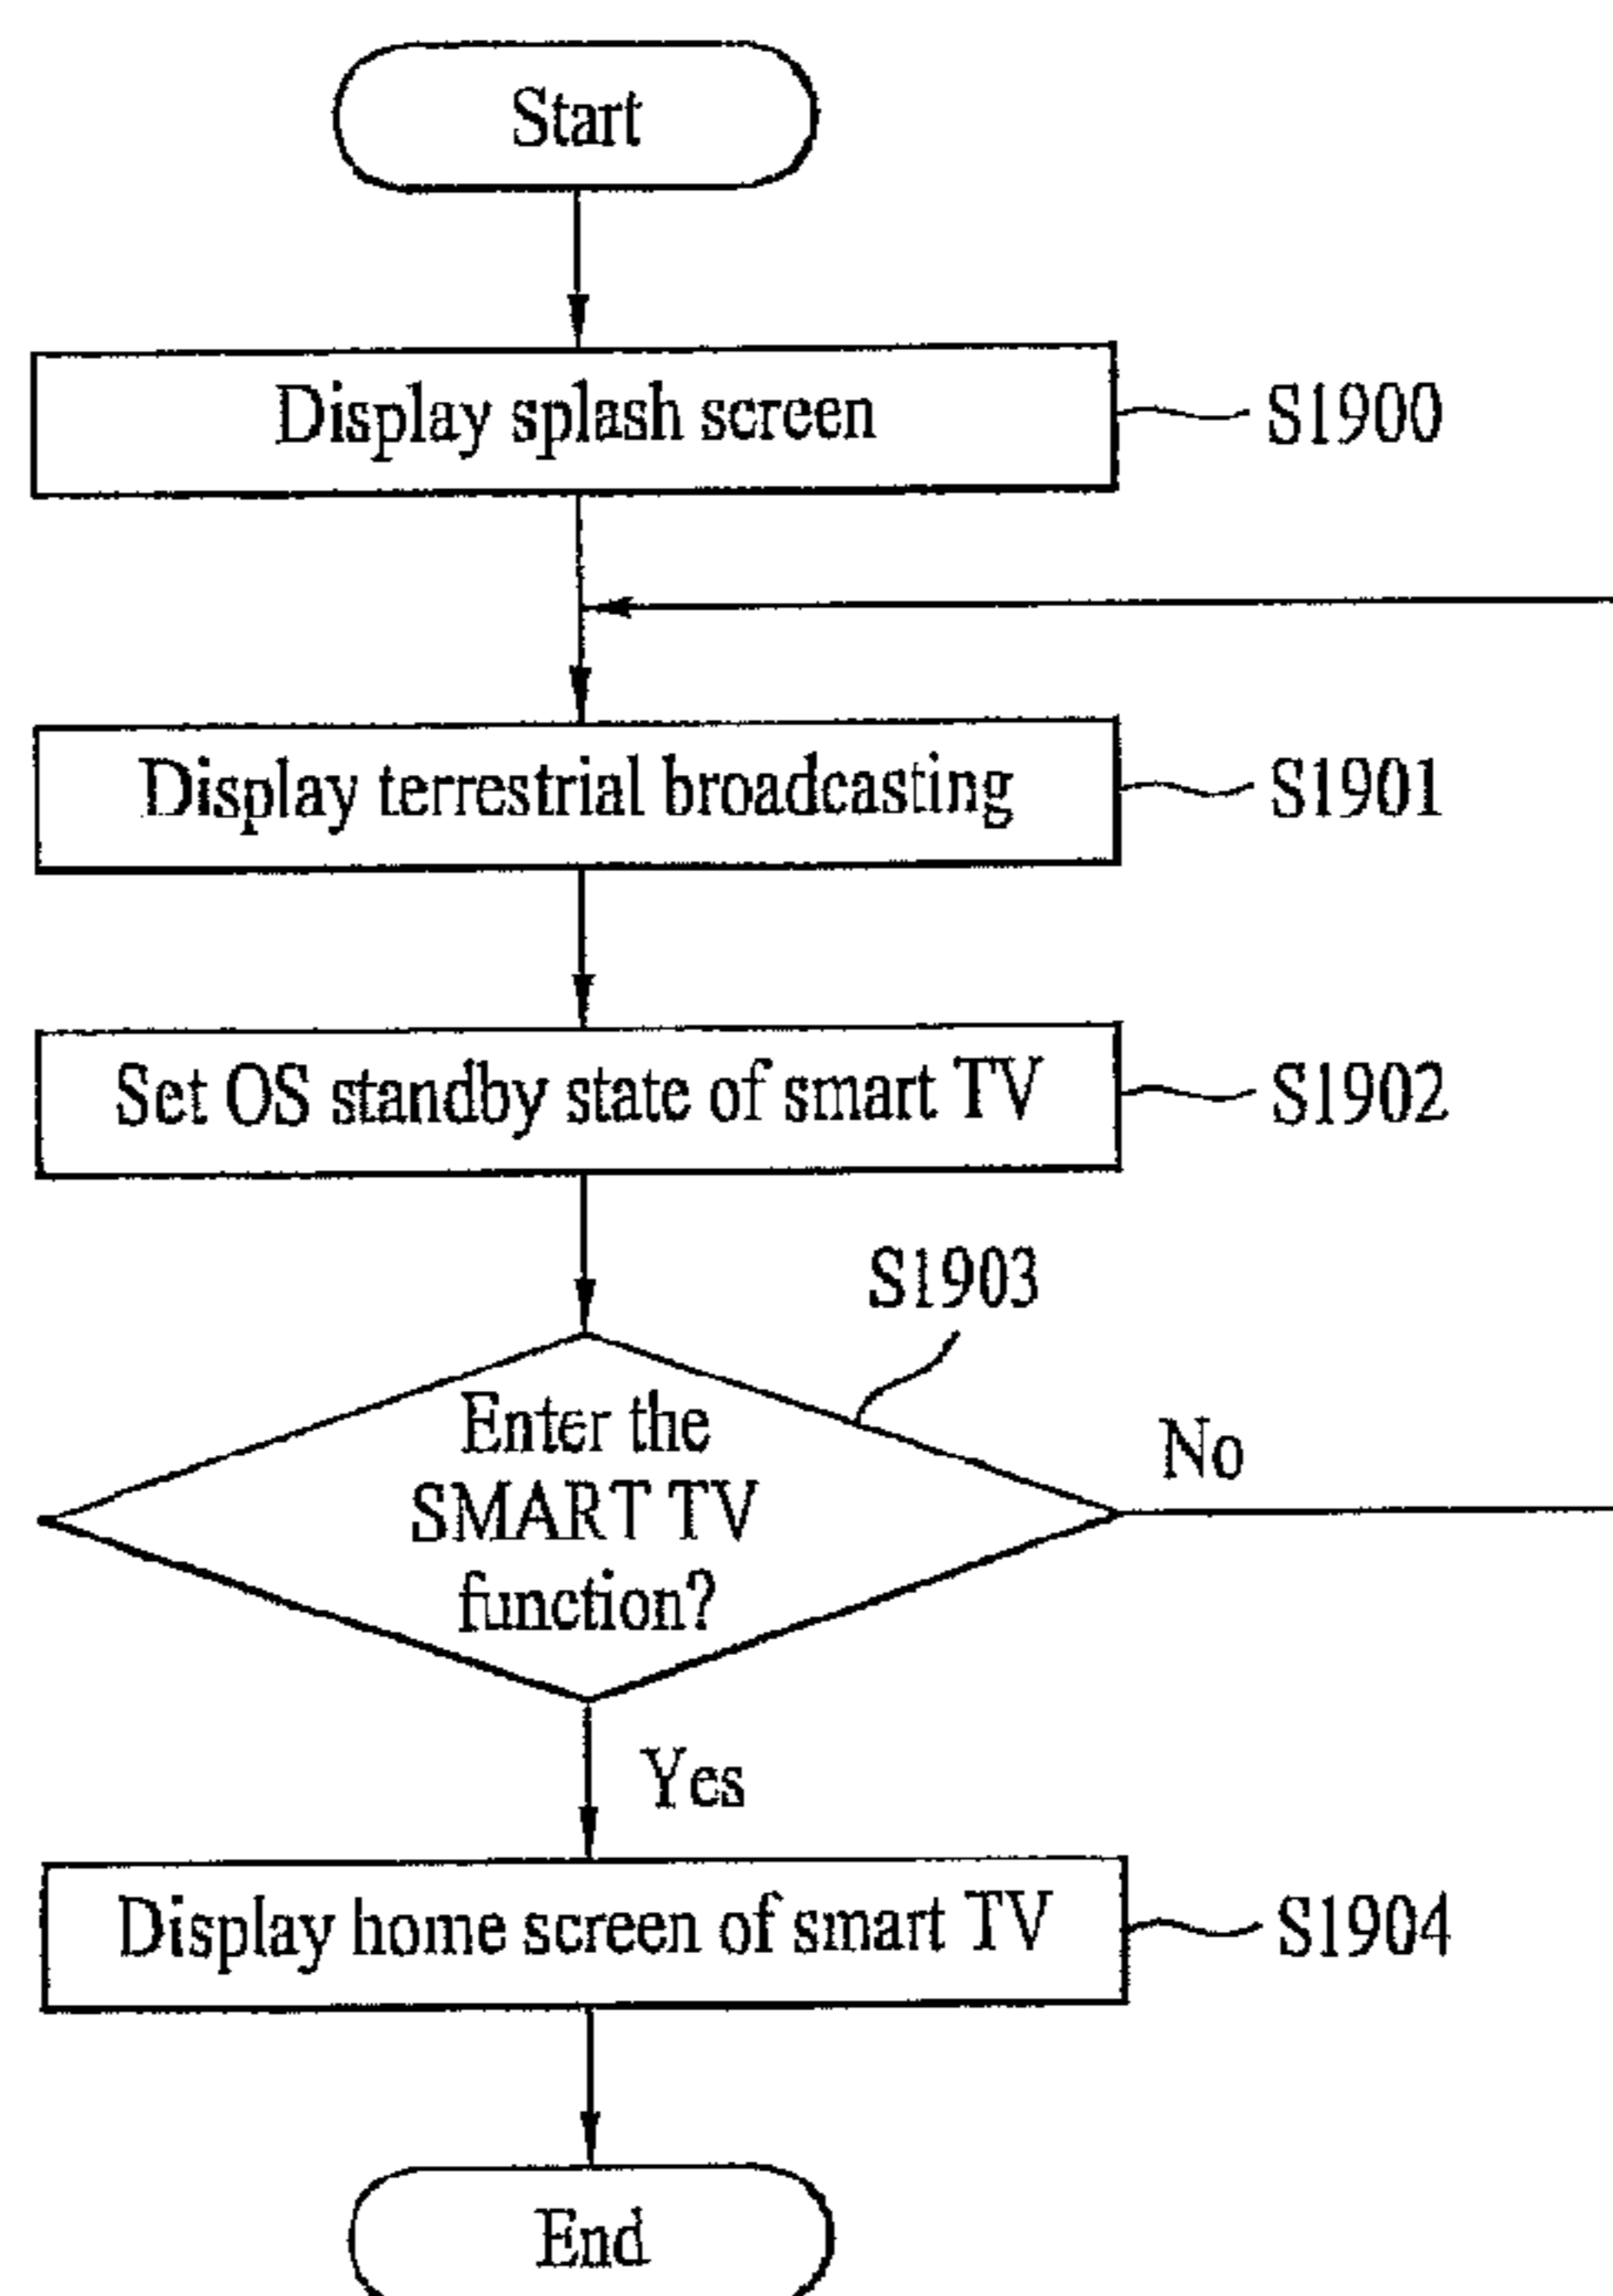 Start
Display splash screen
S1900
Display terrestrial broadcasting
S1901
Set OS standby state of smart TV
S1902
S1903
Enter the
SMART TV
function?
No
Yes
Display home screen of smart TV
S1904
End